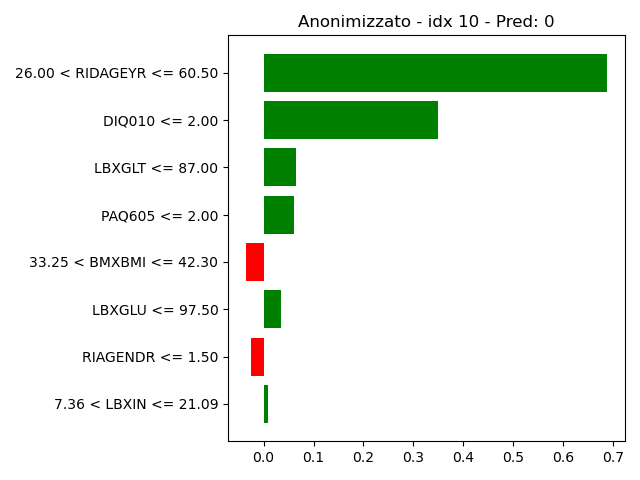 Anonimizzato - idx 10 - Pred: 0
26.00 < RIDAGEYR <= 60.50
DIQ010 <= 2.00
LBXGLT <= 87.00
PAQ605 <= 2.00
33.25 < BMXBMI <= 42.30
LBXGLU <= 97.50
RIAGENDR <= 1.50
7.36 < LBXIN <= 21.09
0.0 0.1 0.2 0.3 0.4 0.5 0.6 0.7